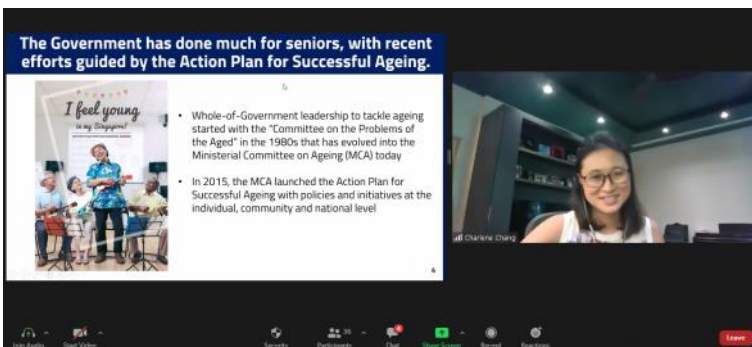 The Government has done much for seniors, with recent
efforts guided by the Action Plan for Successful Ageing.
I feel young
in my Singapore!
• Whole-of-Government leadership to tackle ageing
started with the "Committee on the Problems of
the Aged" in the 1980s that has evolved into the
Ministerial Committee on Ageing (MCA) today
• In 2015, the MCA launched the Action Plan for
Successful Ageing with policies and initiatives at the
individual, community and national level
6
Charlene Chang
Join Audio
Start Video
Security
Participants
36
Chat
Share Screen
Record
Reactions
Leave